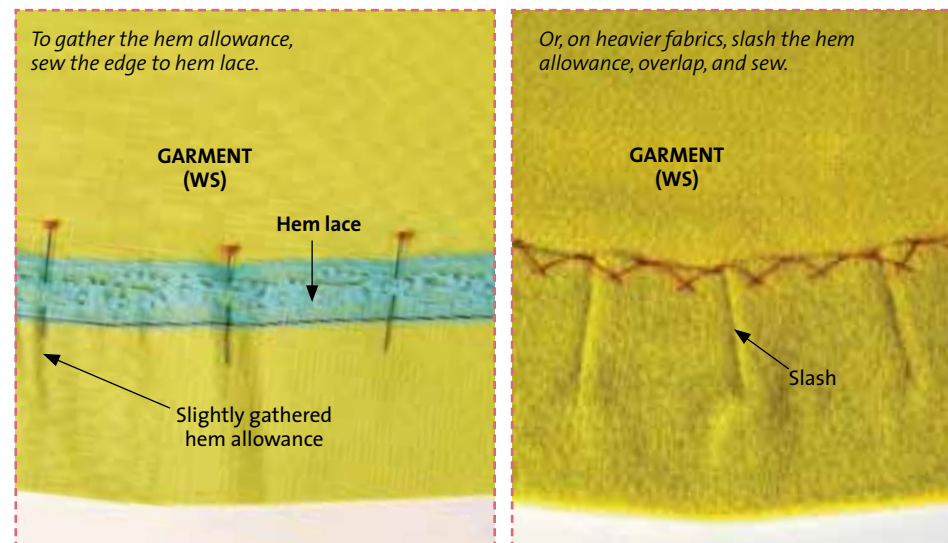 To gather the hem allowance,
sew the edge to hem lace.
GARMENT
(WS)
Hem lace
Slightly gathered
hem allowance
Or, on heavier fabrics, slash the hem
allowance, overlap, and sew.
GARMENT
(WS)
Slash